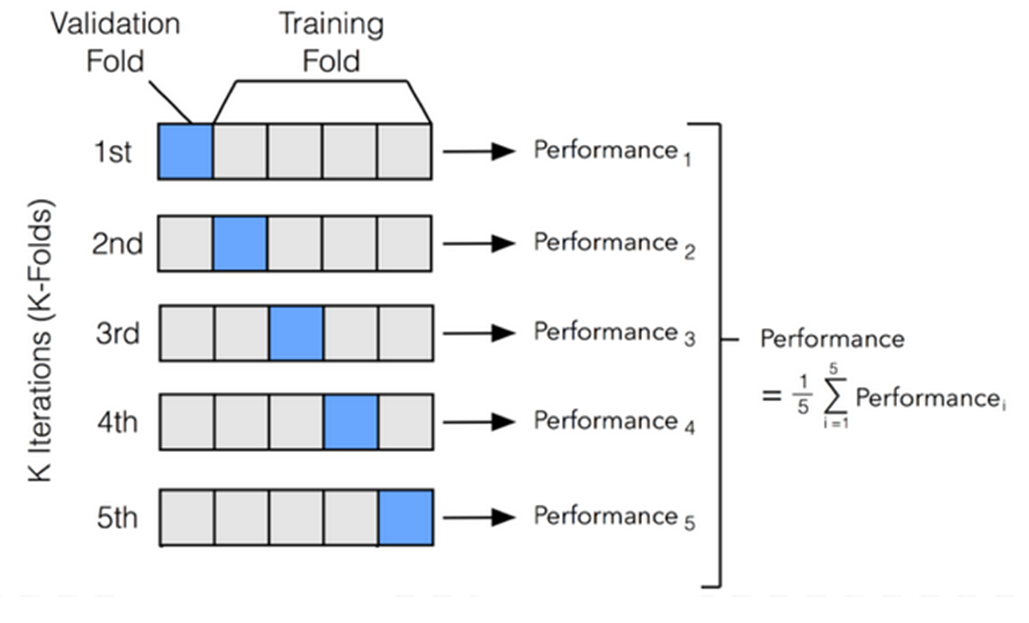 Validation
Fold
Training
Fold
K Iterations (K-Folds)
1st
Performance 1
2nd
Performance 2
3rd
Performance 3
4th
Performance 4
5th
Performance 5
Performance
= 1/5 5 ∑ i=1 Performance i